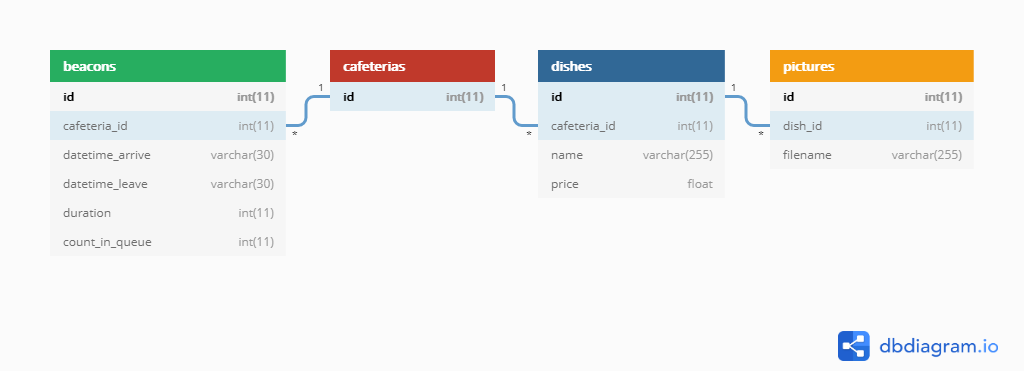 beacons
id int(11)
cafeteria_id int(11)
datetime_arrive varchar(30)
datetime_leave varchar(30)
duration int(11)
count_in_queue int(11)
1
*
cafeterias
id int(11)
1
*
dishes
id int(11)
cafeteria_id int(11)
name varchar(255)
price float
1
*
pictures
id int(11)
dish_id int(11)
filename varchar(255)
dbdiagram.io